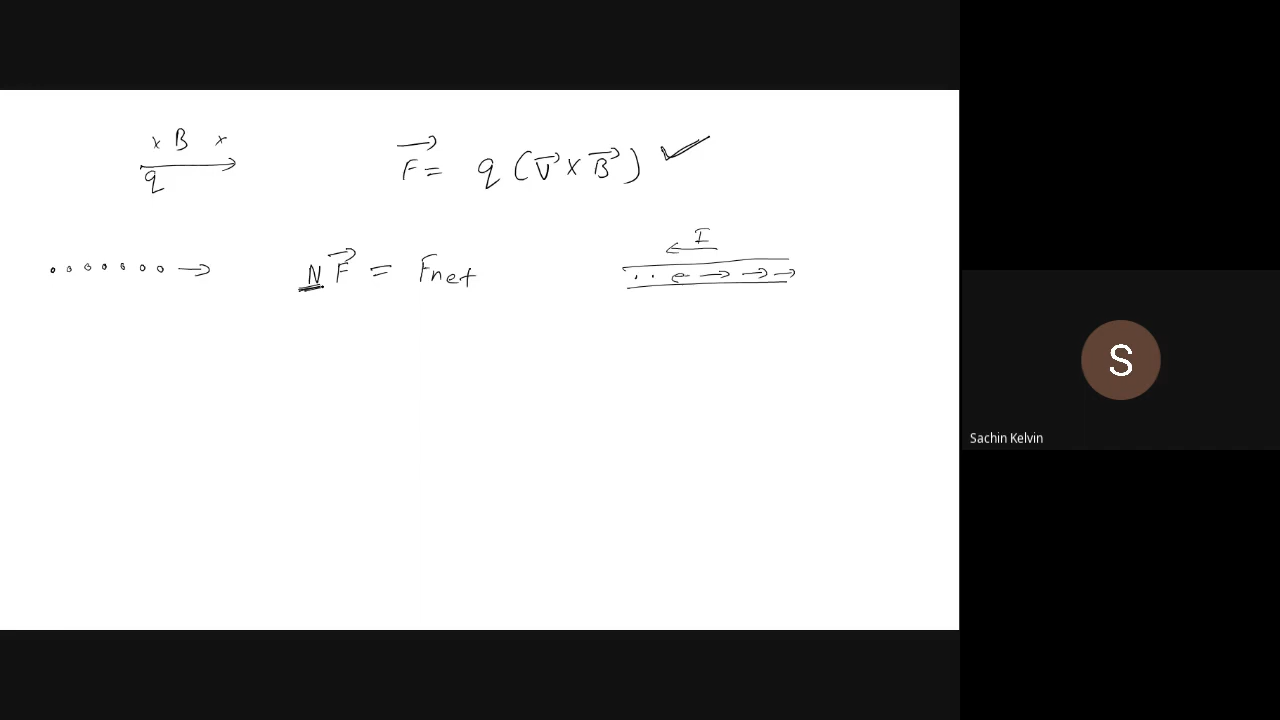 x B x
q
F⃗ = q (V⃗ × B⃗) ✓
I
N F⃗ = Fnet
e
S
Sachin Kelvin